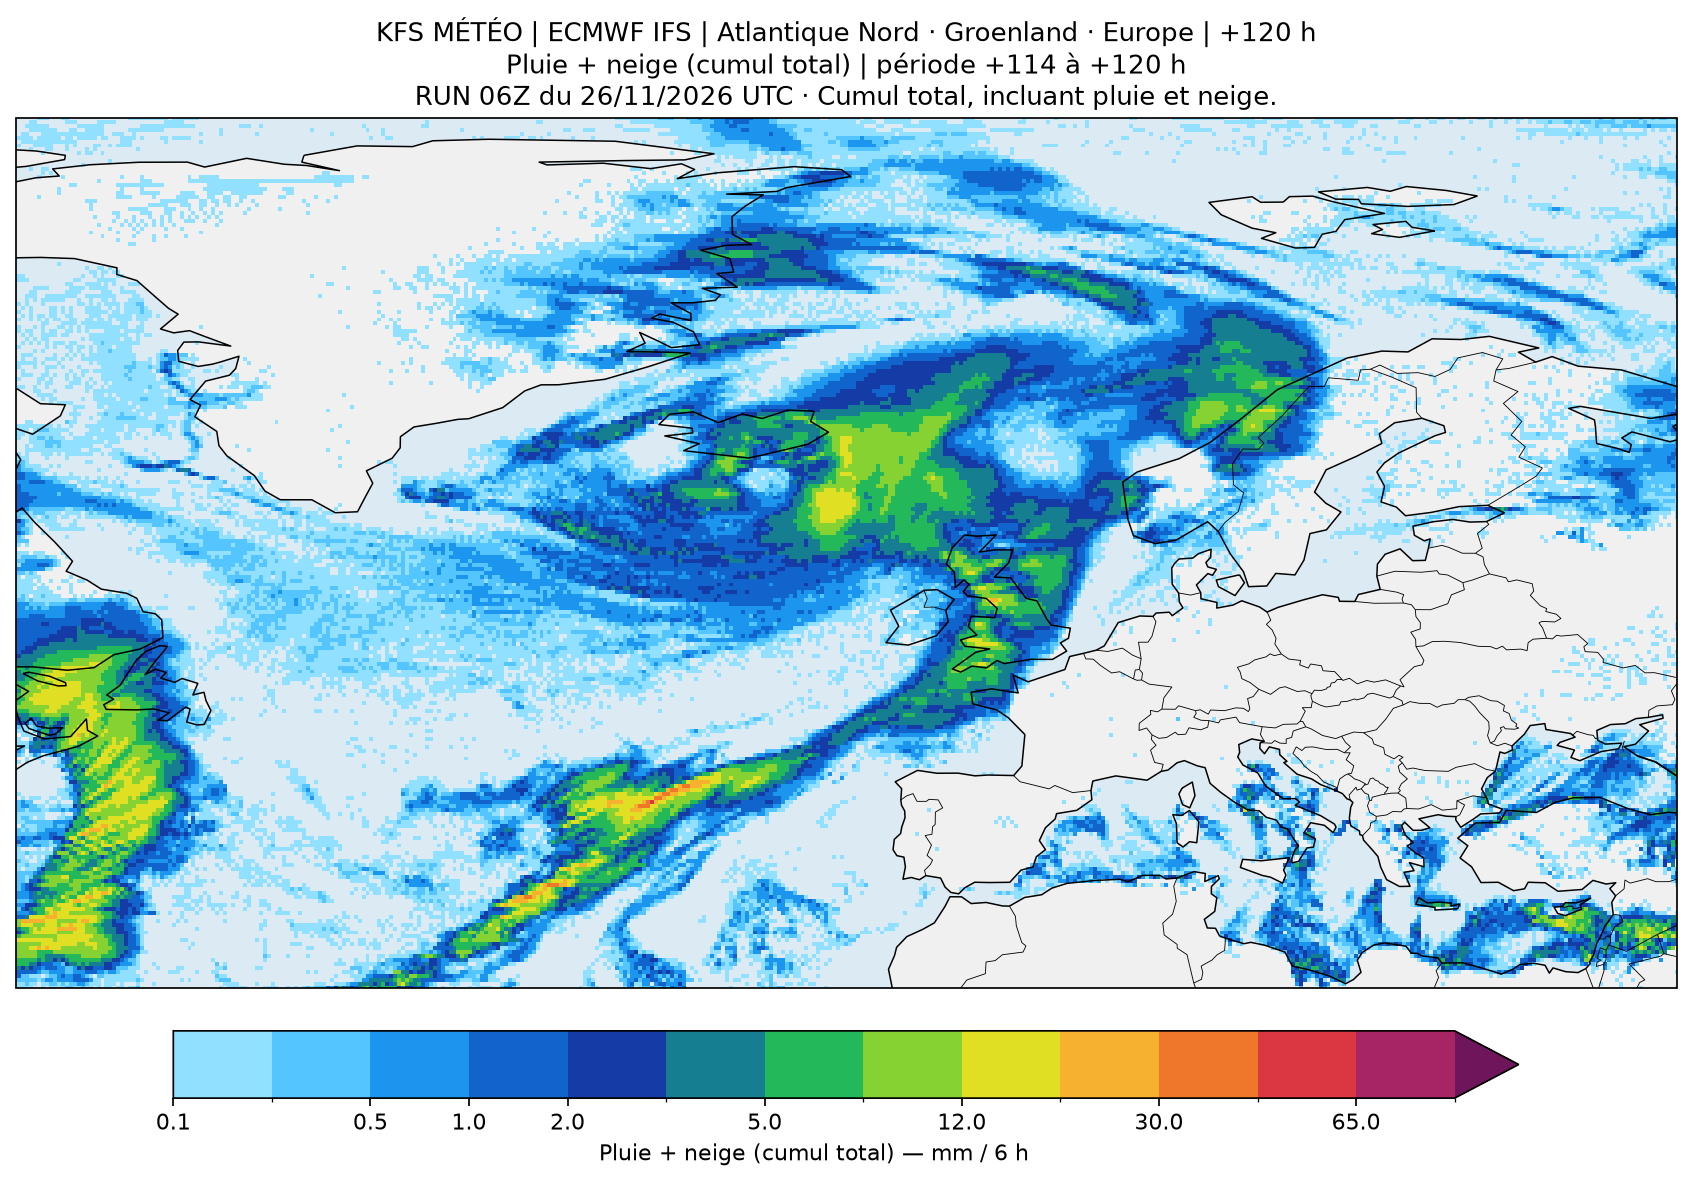 KFS MÉTÉO | ECMWF IFS | Atlantique Nord · Groenland · Europe | +120 h
Pluie + neige (cumul total) | période +114 à +120 h
RUN 06Z du 26/11/2026 UTC · Cumul total, incluant pluie et neige.
0.1 0.5 1.0 2.0 5.0 12.0 30.0 65.0
Pluie + neige (cumul total) — mm / 6 h